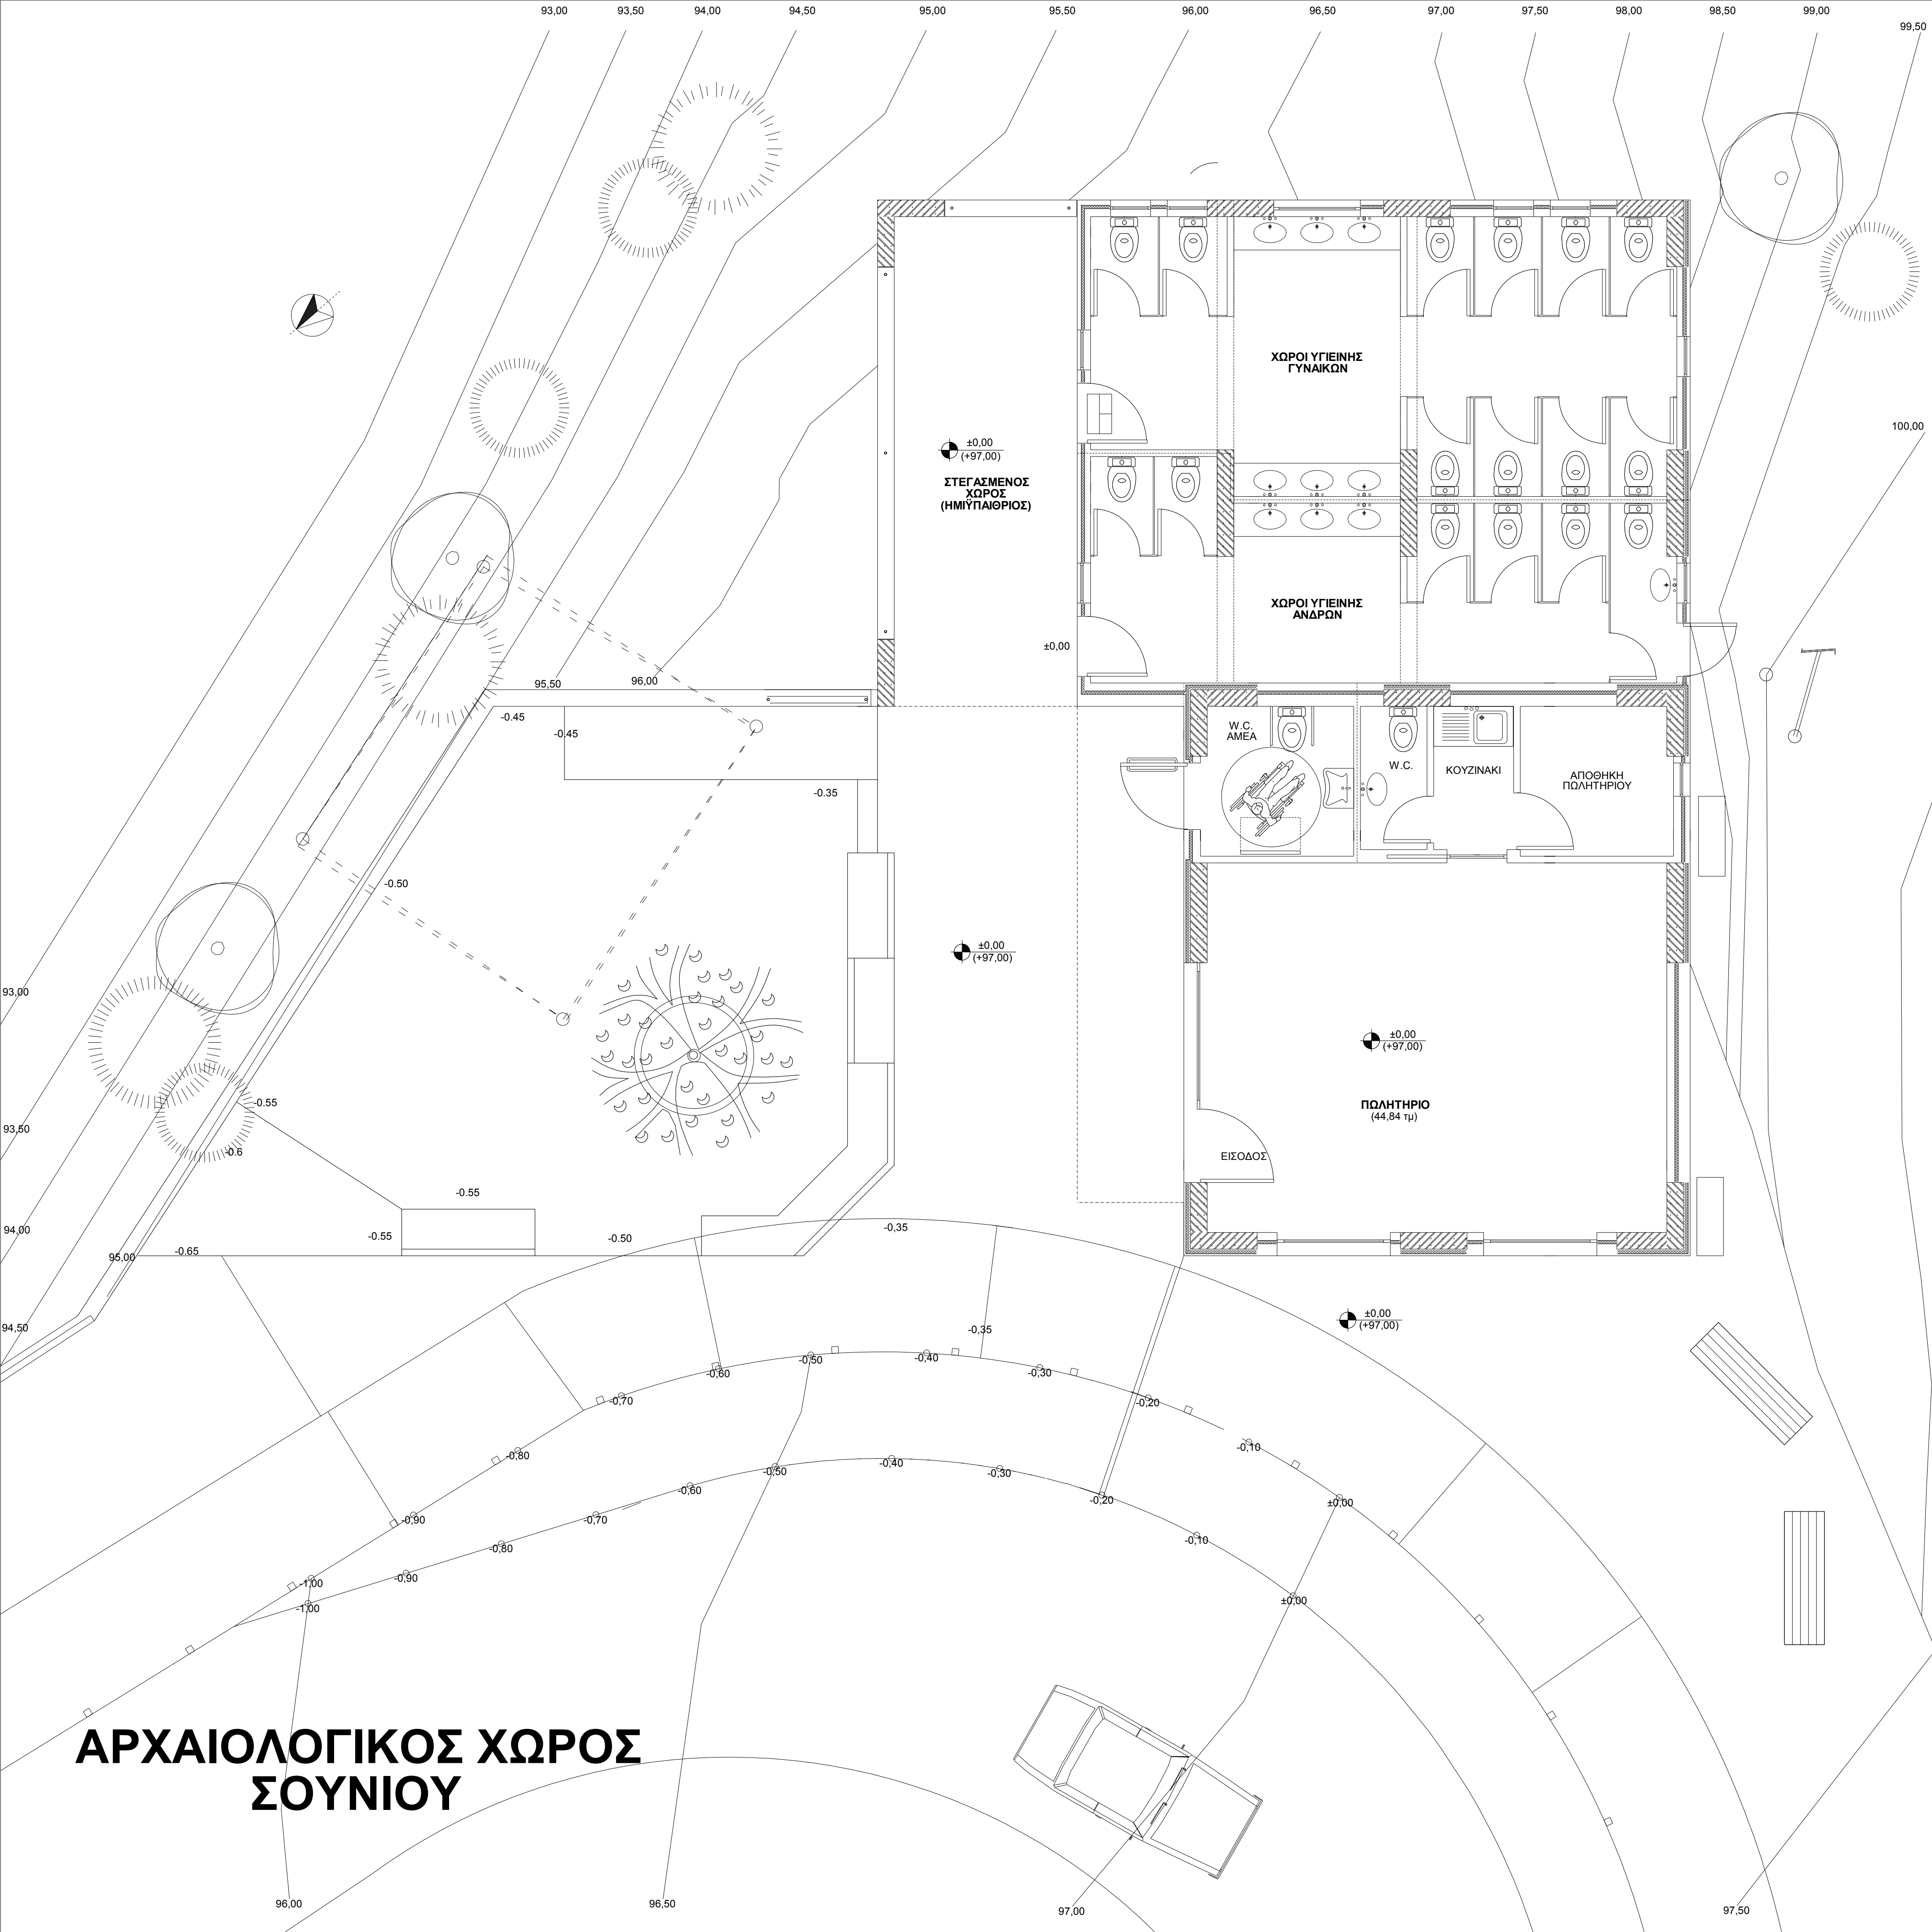 93,00 93,50 94,00 94,50 95,00 95,50 96,00 96,50 97,00 97,50 98,00 98,50 99,00
99,50
ΧΩΡΟΙ ΥΓΙΕΙΝΗΣ
ΓΥΝΑΙΚΩΝ
100,00
±0,00
(+97,00)
ΣΤΕΓΑΣΜΕΝΟΣ
ΧΩΡΟΣ
(ΗΜΙΫΠΑΙΘΡΙΟΣ)
ΧΩΡΟΙ ΥΓΙΕΙΝΗΣ
ΑΝΔΡΩΝ
±0,00
95,50
96,00
-0.45
-0.45
W.C.
ΑΜΕΑ
W.C.
ΚΟΥΖΙΝΑΚΙ
ΑΠΟΘΗΚΗ
ΠΩΛΗΤΗΡΙΟΥ
-0.35
-0.50
±0,00
(+97,00)
93,00
±0,00
(+97,00)
ΠΩΛΗΤΗΡΙΟ
(44,84 τμ)
-0.55
93,50
-0.6
ΕΙΣΟΔΟΣ
-0.55
94,00
-0,35
-0.55
-0.50
-0.65
95,00
±0,00
(+97,00)
94,50
-0,35
-0,60
-0,50
-0,40
-0,30
-0,70
-0,20
-0,80
-0,10
-0,90
-0,60
-0,50
-0,40
-0,30
-0,20
±0,00
-0,70
-0,80
-0,10
-1,00
-0,90
-1,00
±0,00
ΑΡΧΑΙΟΛΟΓΙΚΟΣ ΧΩΡΟΣ
ΣΟΥΝΙΟΥ
96,00
96,50
97,00
97,50